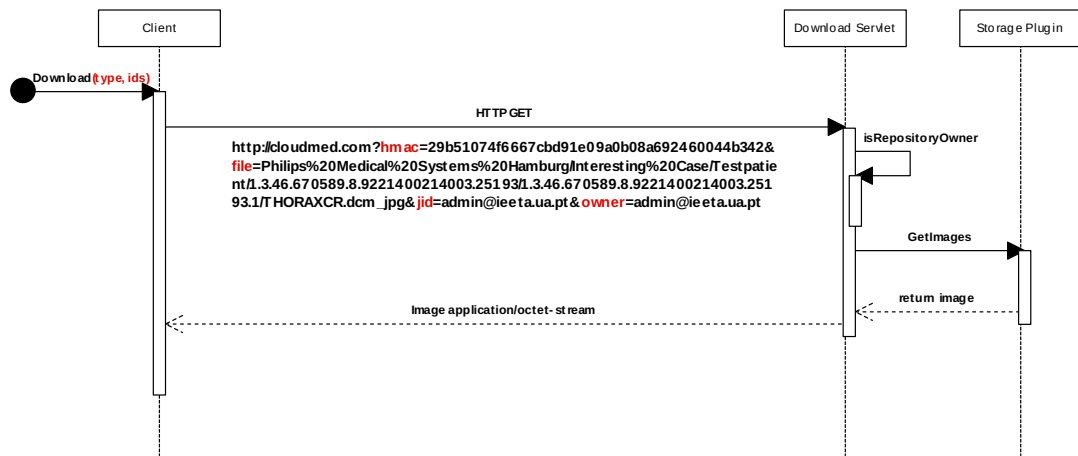 Client
Download Servlet
Storage Plugin
Download(type, ids)
HTTP GET
isRepositoryOwner
http://cloudmed.com?hmac=29b51074f6667cbd91e09a0b08a692460044b342&
file=Philips%20Medical%20Systems%20Hamburg/Interesting%20Case/Testpatie
nt/1.3.46.670589.8.9221400214003.25193/1.3.46.670589.8.9221400214003.251
93.1/THORAXCR.dcm_jpg&jid=admin@ieeta.ua.pt&owner=admin@ieeta.ua.pt
GetImages
return image
Image application/octet-stream